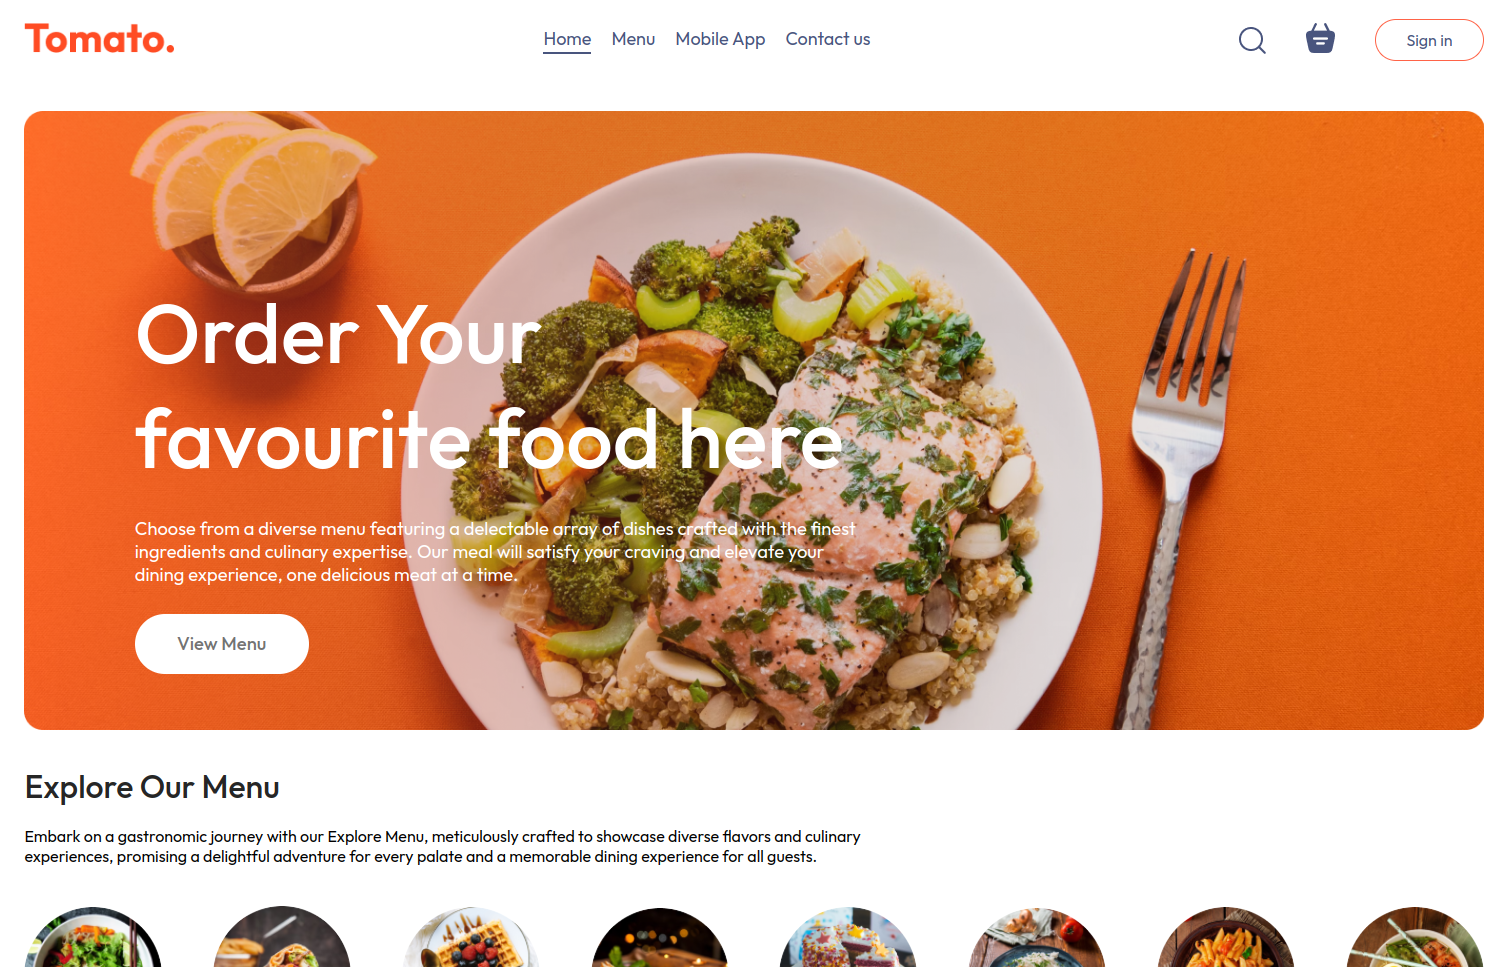 Tomato.
Home Menu Mobile App Contact us
Sign in
Order Your
favourite food here
Choose from a diverse menu featuring a delectable array of dishes crafted with the finest
ingredients and culinary expertise. Our meal will satisfy your craving and elevate your
dining experience, one delicious meat at a time.
View Menu
Explore Our Menu
Embark on a gastronomic journey with our Explore Menu, meticulously crafted to showcase diverse flavors and culinary
experiences, promising a delightful adventure for every palate and a memorable dining experience for all guests.